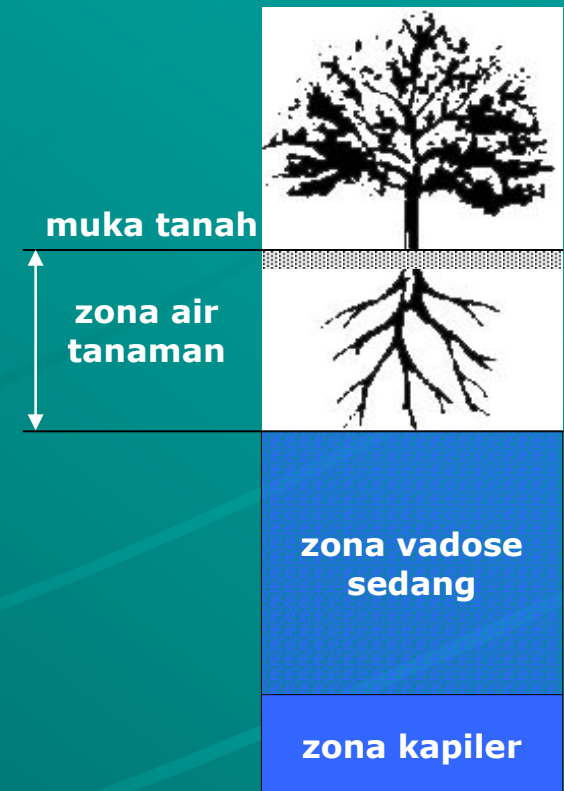 muka tanah
zona air
tanaman
zona vadose
sedang
zona kapiler